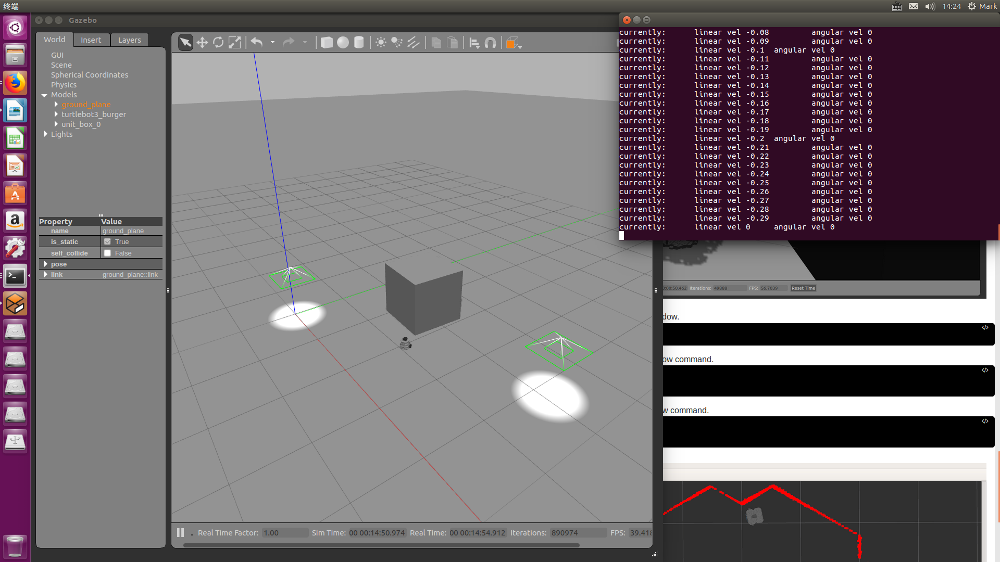 终端
14:24 Mark
Gazebo
World Insert Layers
GUI
Scene
Spherical Coordinates
Physics
Models
ground_plane
turtlebot3_burger
unit_box_0
Lights
Property Value
name ground_plane
is_static True
self_collide False
pose
link ground_plane::link
Real Time Factor: 1.00 Sim Time: 00 00:14:50.974 Real Time: 00 00:14:54.912 Iterations: 890974 FPS: 39.418
currently: linear vel -0.08 angular vel 0
currently: linear vel -0.09 angular vel 0
currently: linear vel -0.1 angular vel 0
currently: linear vel -0.11 angular vel 0
currently: linear vel -0.12 angular vel 0
currently: linear vel -0.13 angular vel 0
currently: linear vel -0.14 angular vel 0
currently: linear vel -0.15 angular vel 0
currently: linear vel -0.16 angular vel 0
currently: linear vel -0.17 angular vel 0
currently: linear vel -0.18 angular vel 0
currently: linear vel -0.19 angular vel 0
currently: linear vel -0.2 angular vel 0
currently: linear vel -0.21 angular vel 0
currently: linear vel -0.22 angular vel 0
currently: linear vel -0.23 angular vel 0
currently: linear vel -0.24 angular vel 0
currently: linear vel -0.25 angular vel 0
currently: linear vel -0.26 angular vel 0
currently: linear vel -0.27 angular vel 0
currently: linear vel -0.28 angular vel 0
currently: linear vel -0.29 angular vel 0
currently: linear vel 0 angular vel 0
0:00:50.462 Iterations: 49888 FPS: 56.7039 Reset Time
dow.
</>
ow command.
</>
w command.
</>